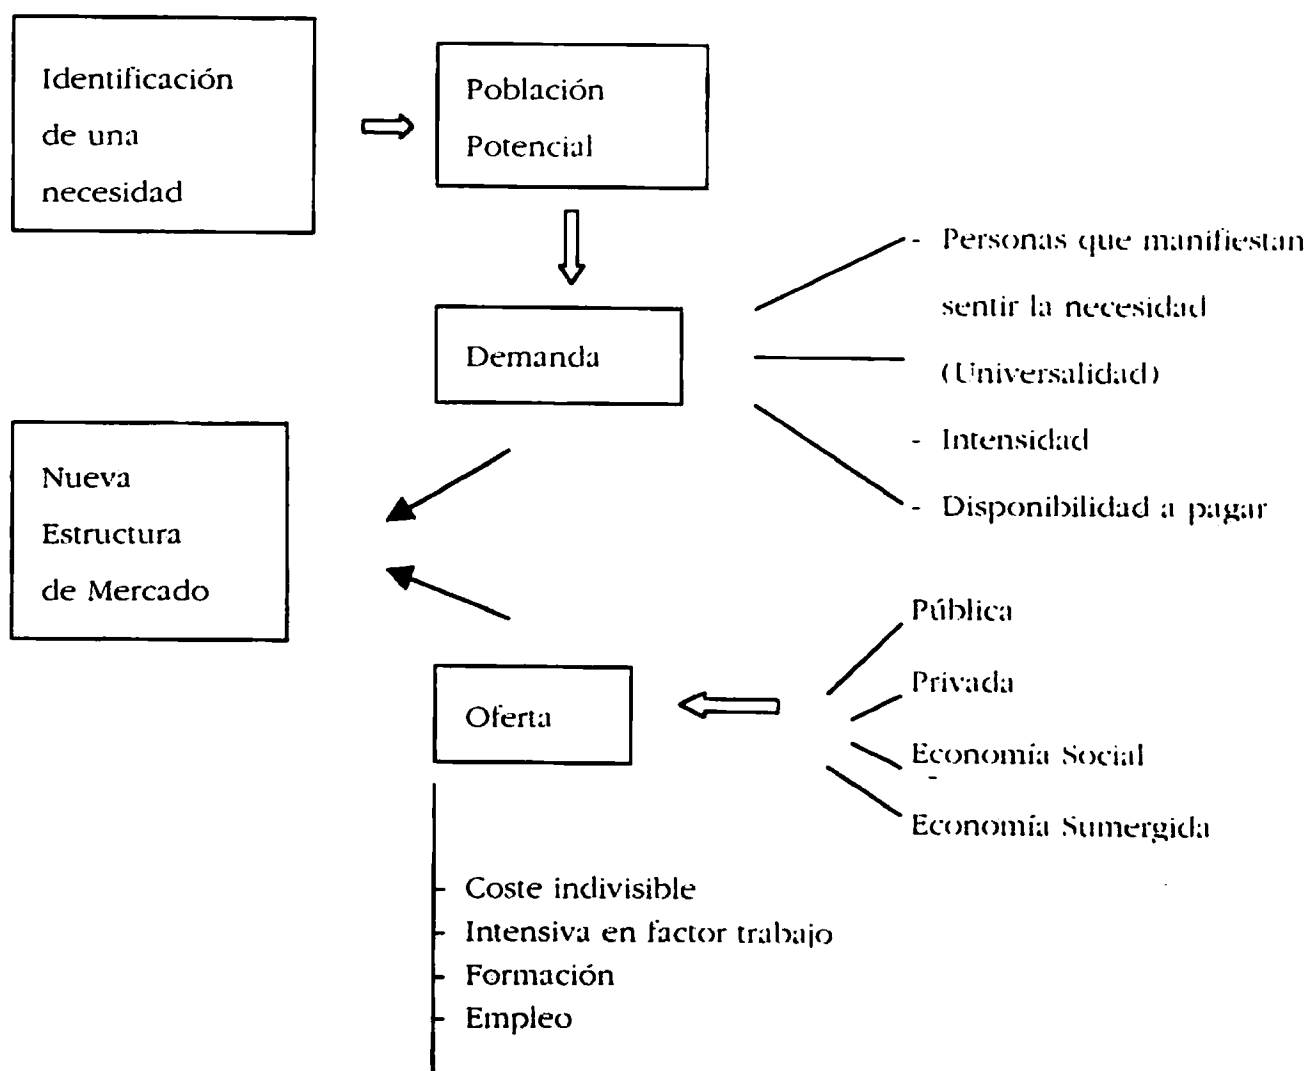 Identificación
de una
necesidad
Población
Potencial
- Personas que manifiestan
sentir la necesidad
(Universalidad)
- Intensidad
- Disponibilidad a pagar
Demanda
Nueva
Estructura
de Mercado
Pública
Privada
Economía Social
Economía Sumergida
Oferta
- Coste indivisible
- Intensiva en factor trabajo
- Formación
- Empleo